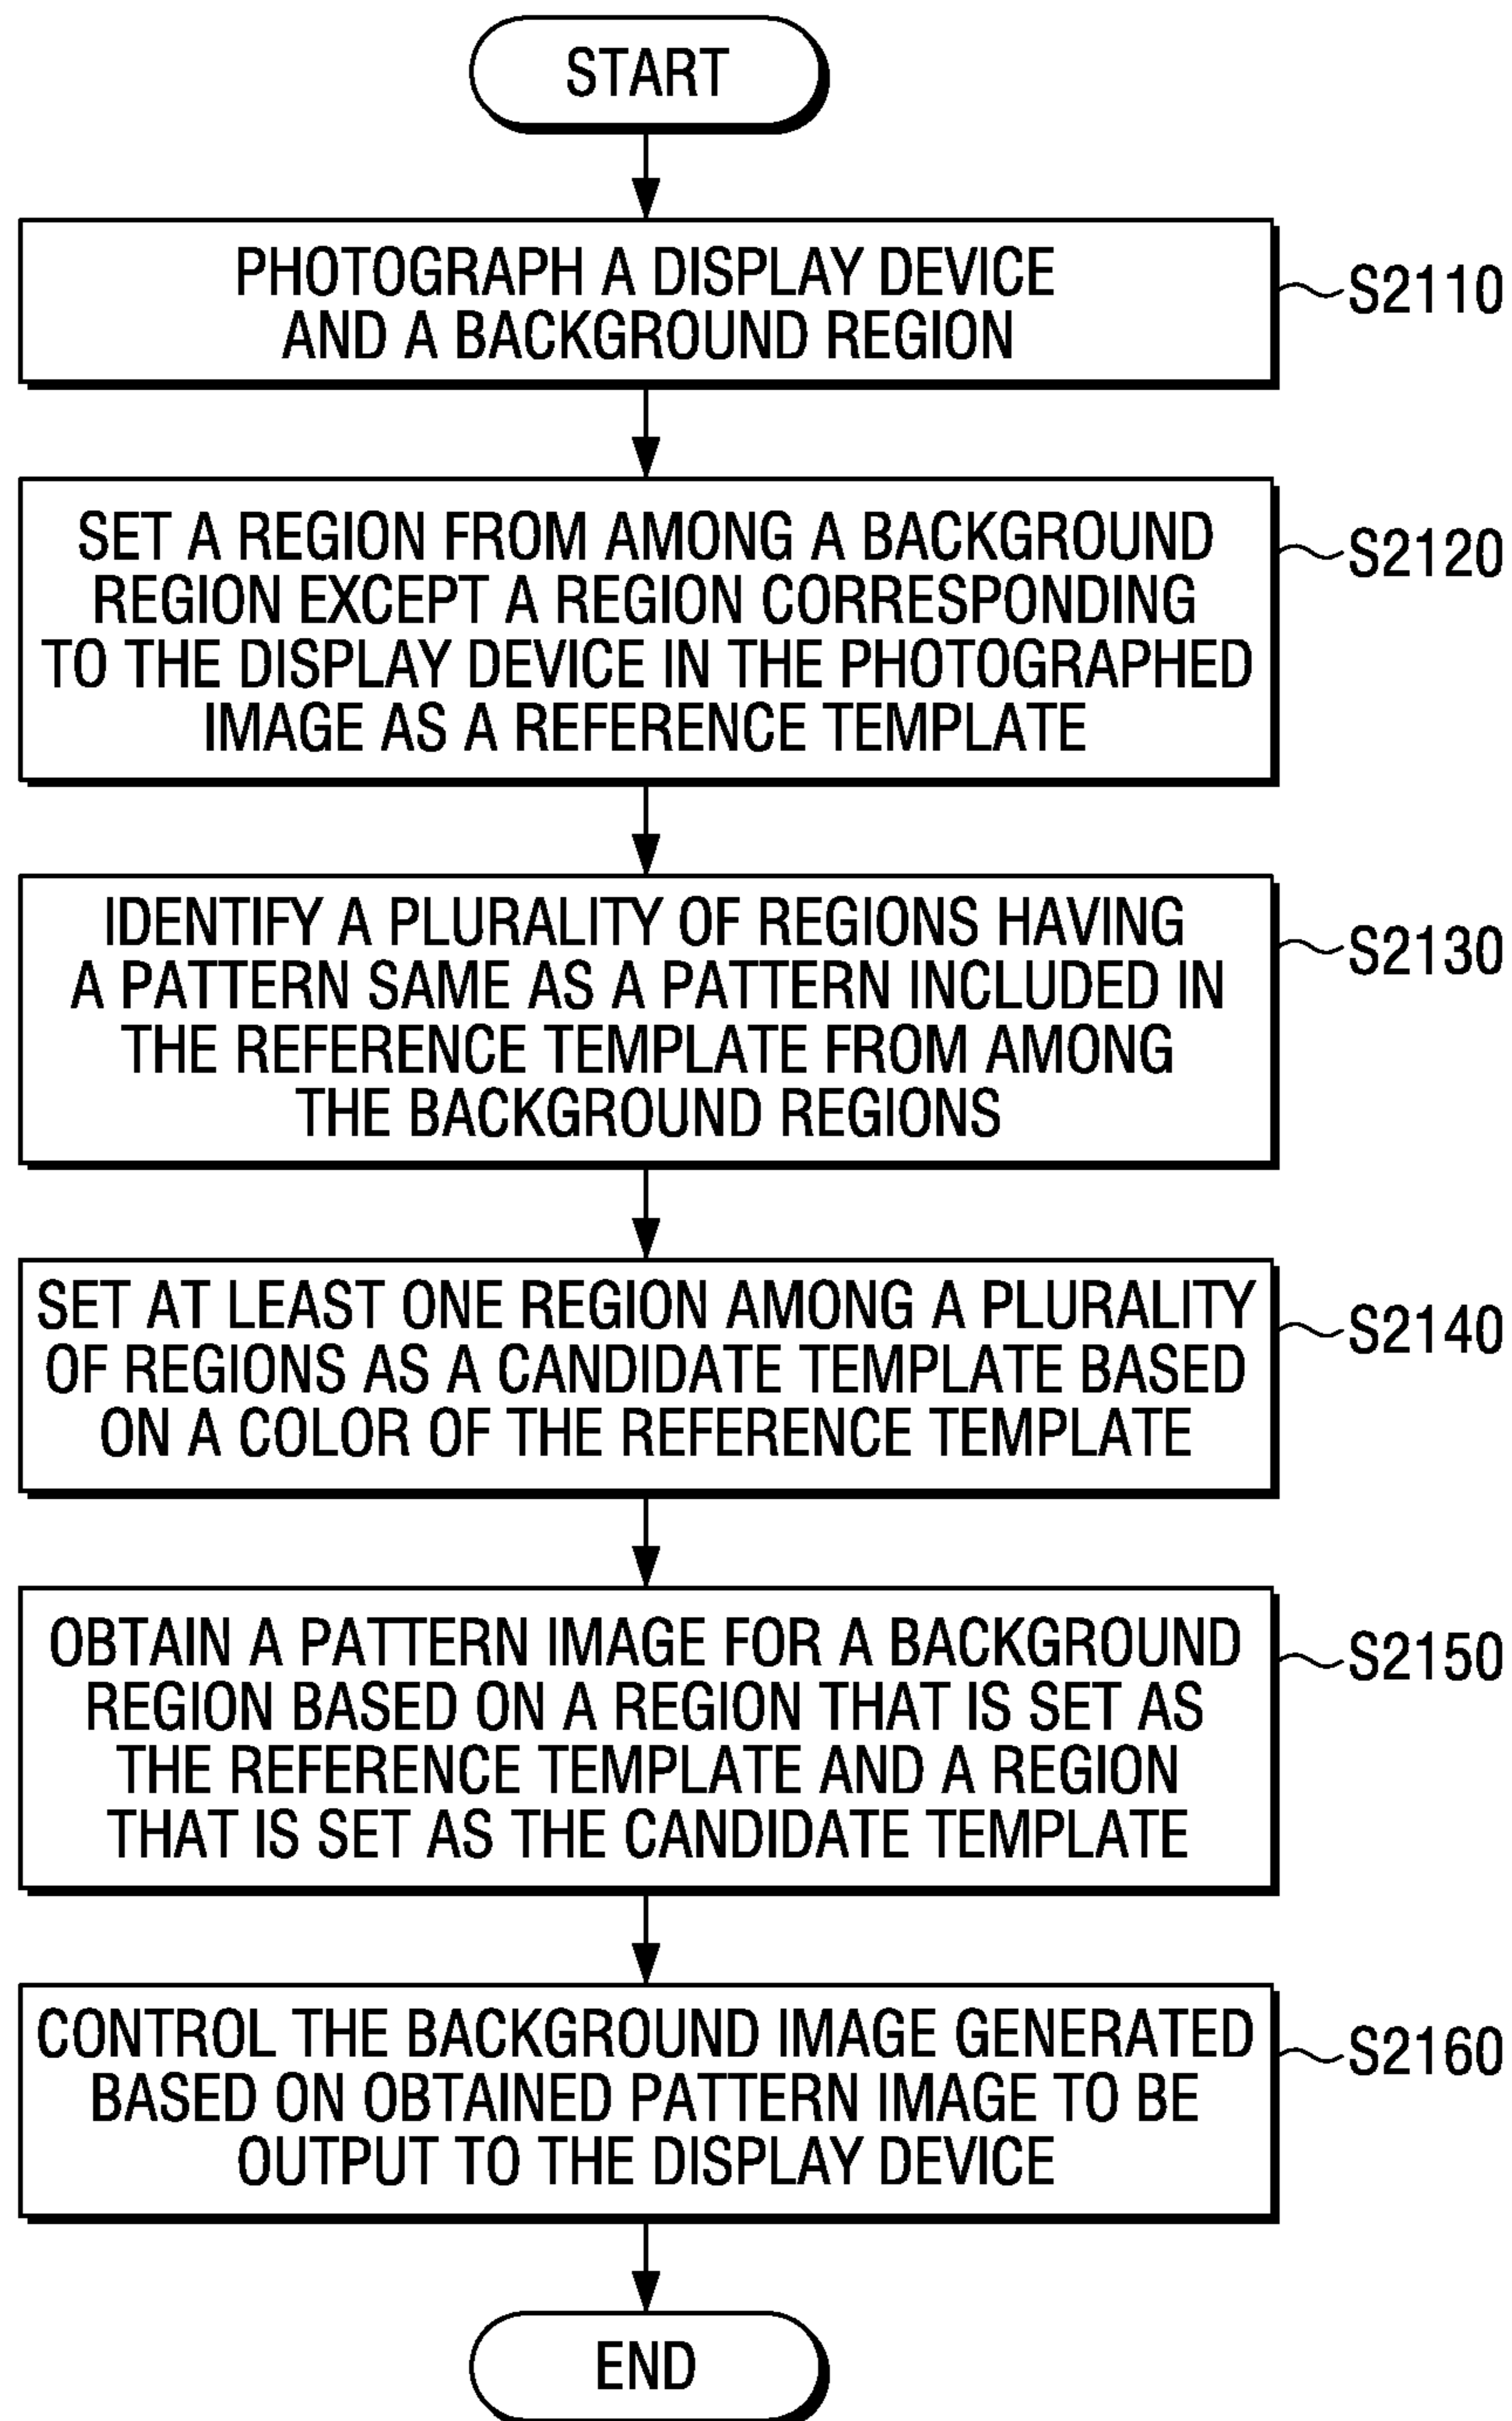 START
PHOTOGRAPH A DISPLAY DEVICE
AND A BACKGROUND REGION
S2110
SET A REGION FROM AMONG A BACKGROUND
REGION EXCEPT A REGION CORRESPONDING
TO THE DISPLAY DEVICE IN THE PHOTOGRAPHED
IMAGE AS A REFERENCE TEMPLATE
S2120
IDENTIFY A PLURALITY OF REGIONS HAVING
A PATTERN SAME AS A PATTERN INCLUDED IN
THE REFERENCE TEMPLATE FROM AMONG
THE BACKGROUND REGIONS
S2130
SET AT LEAST ONE REGION AMONG A PLURALITY
OF REGIONS AS A CANDIDATE TEMPLATE BASED
ON A COLOR OF THE REFERENCE TEMPLATE
S2140
OBTAIN A PATTERN IMAGE FOR A BACKGROUND
REGION BASED ON A REGION THAT IS SET AS
THE REFERENCE TEMPLATE AND A REGION
THAT IS SET AS THE CANDIDATE TEMPLATE
S2150
CONTROL THE BACKGROUND IMAGE GENERATED
BASED ON OBTAINED PATTERN IMAGE TO BE
OUTPUT TO THE DISPLAY DEVICE
S2160
END